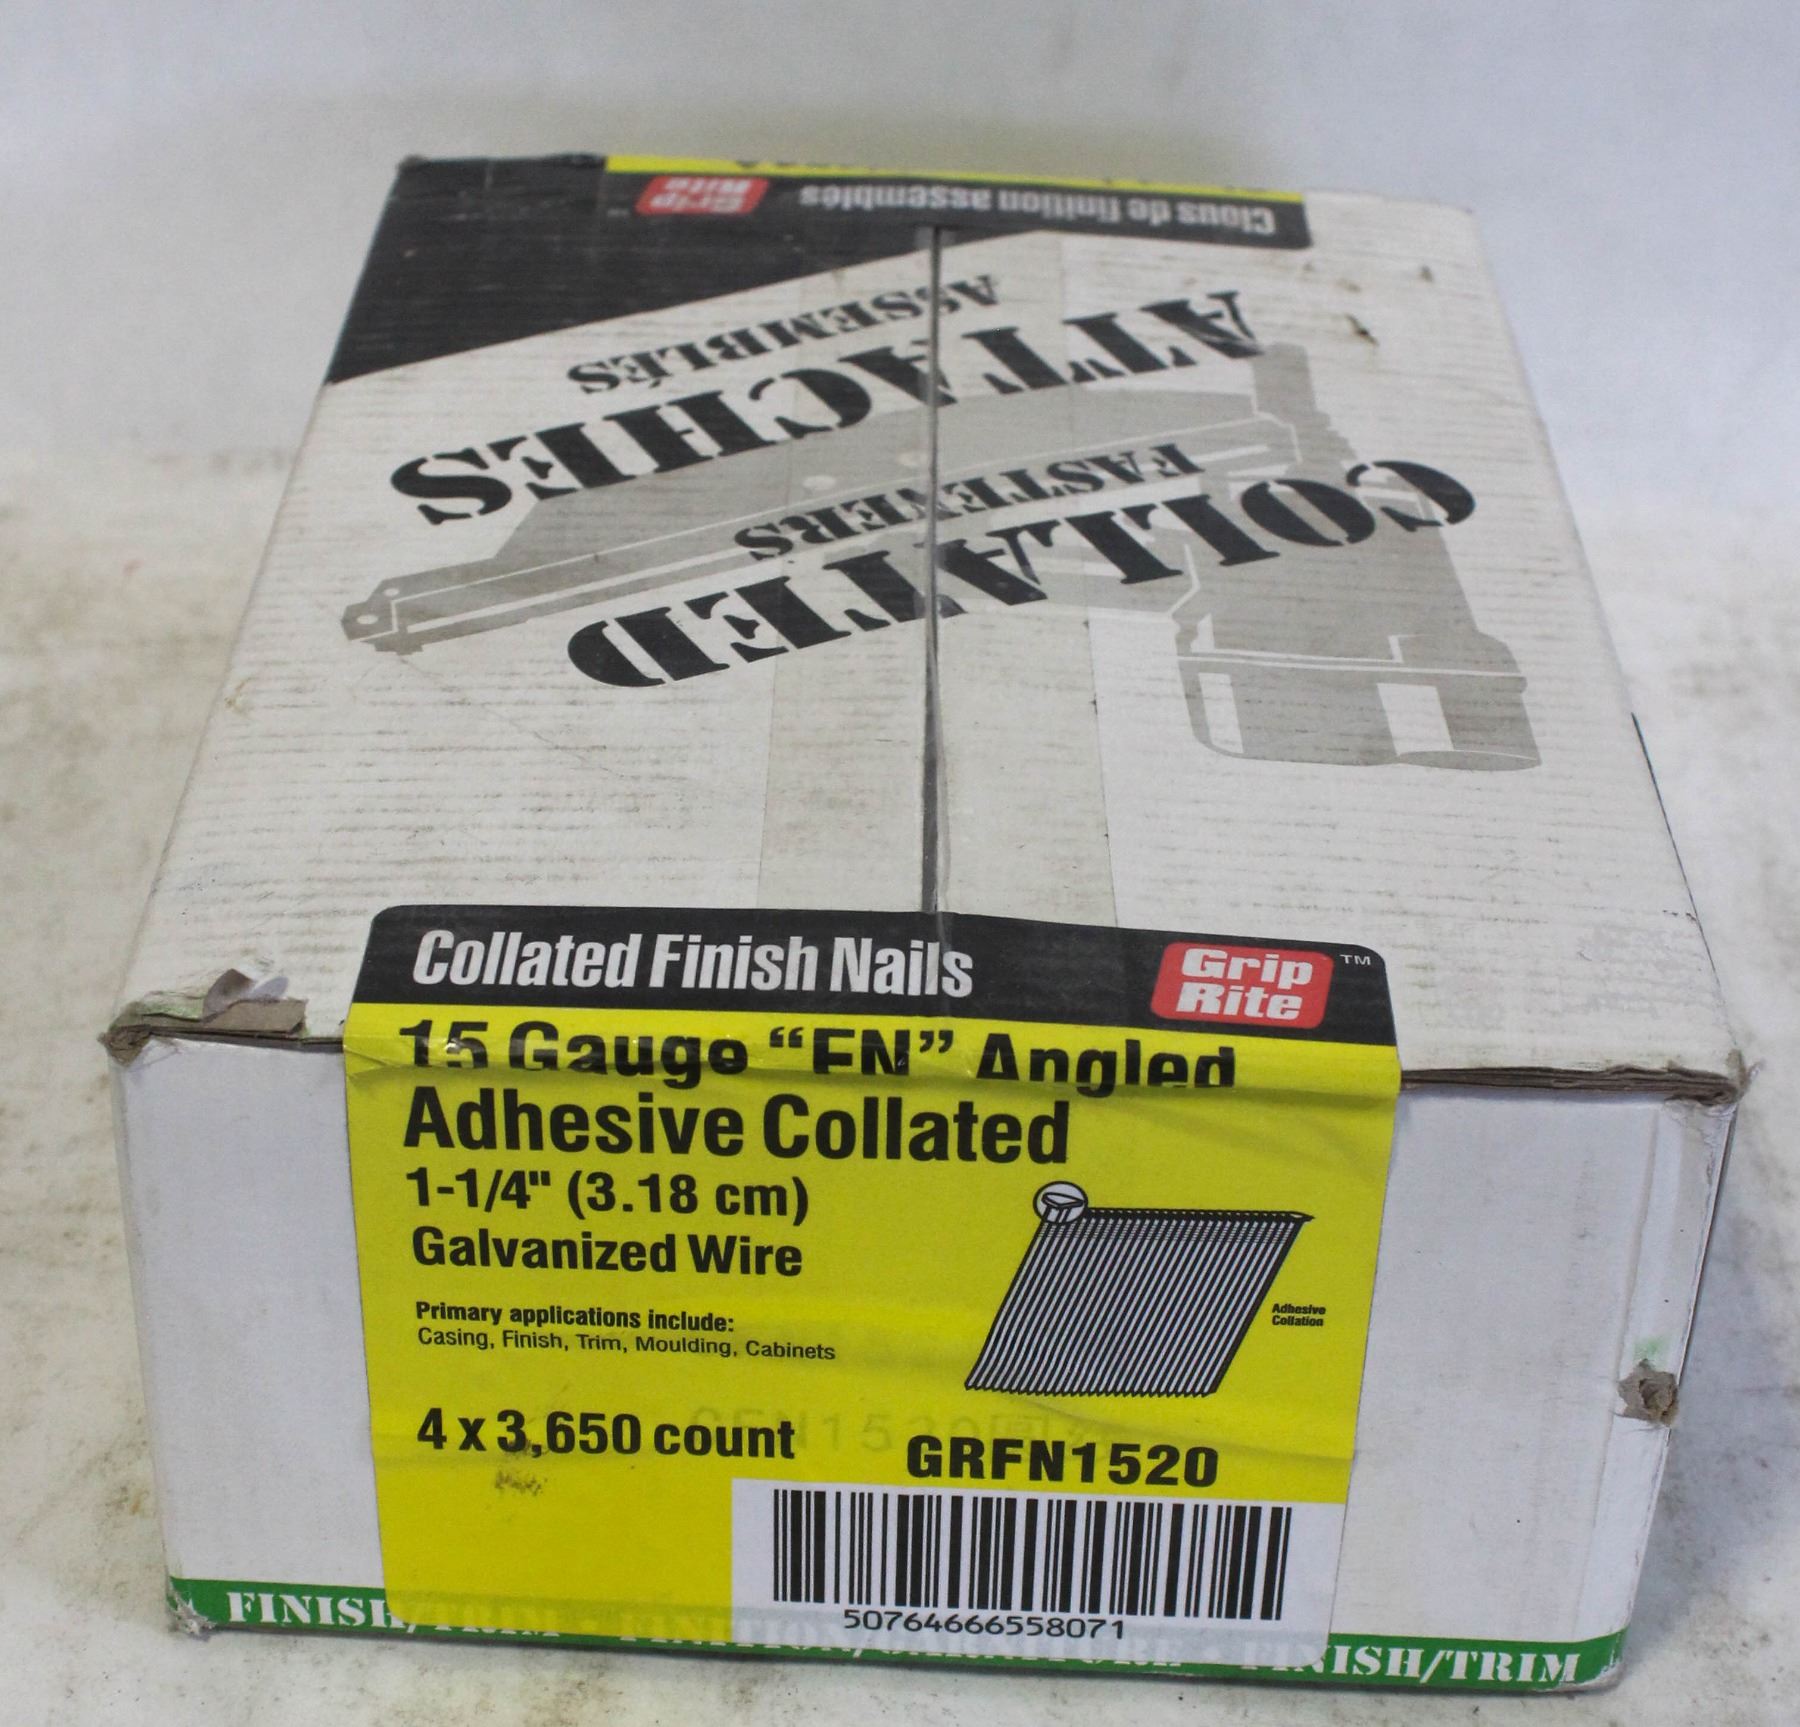 Clous de finition assemblés
Grip
Rite
ATTACHES
ASSEMBLÉS
COLLATED
FASTENERS
Collated Finish Nails
Grip
Rite
TM
15 Gauge “FN” Angled
Adhesive Collated
1-1/4" (3.18 cm)
Galvanized Wire
Primary applications include:
Casing, Finish, Trim, Moulding, Cabinets
Adhesive
Collation
4 x 3,650 count
GRFN1520
50764666558071
FINISH/TRIM FINISH/TRIM